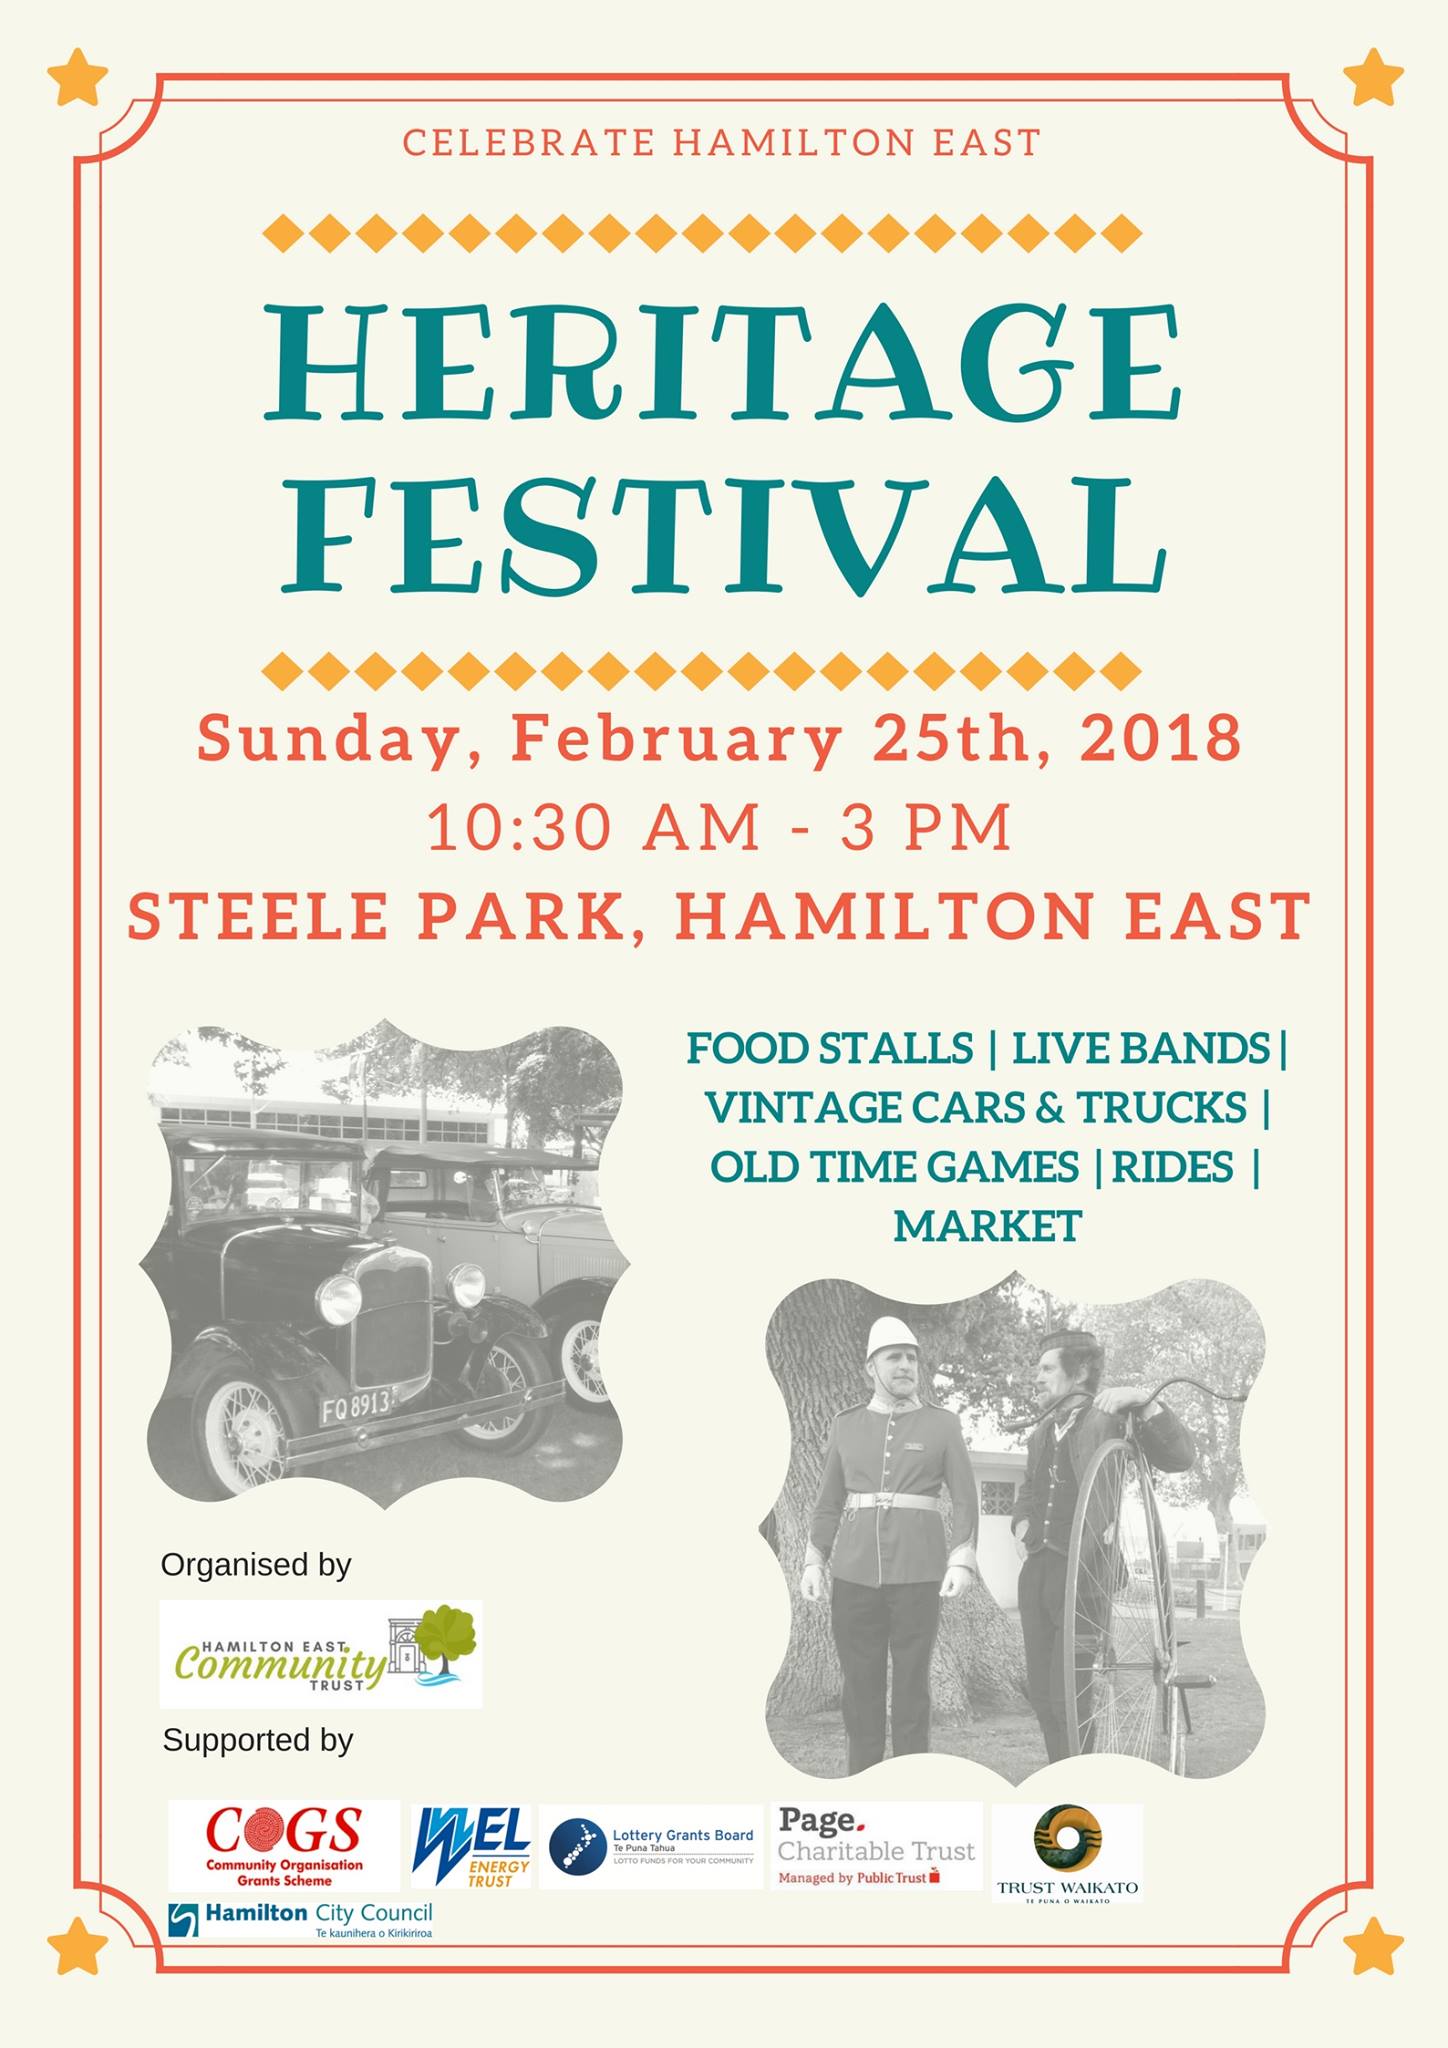 CELEBRATE HAMILTON EAST
HERITAGE
FESTIVAL
Sunday, February 25th, 2018
10:30 AM - 3 PM
STEELE PARK, HAMILTON EAST
FOOD STALLS | LIVE BANDS |
VINTAGE CARS & TRUCKS |
OLD TIME GAMES | RIDES |
MARKET
FQ 8913
Organised by
HAMILTON EAST
Community
TRUST
Supported by
COGS
Community Organisation
Grants Scheme
WEL
ENERGY
TRUST
Lottery Grants Board
Te Puna Tahua
LOTTO FUNDS FOR YOUR COMMUNITY
Page.
Charitable Trust
Managed by Public Trust
TRUST WAIKATO
TE PUNA O WAIKATO
Hamilton City Council
Te kaunihera o Kirikiriroa